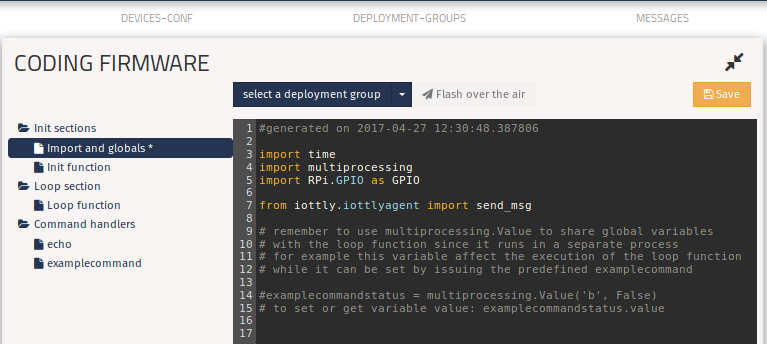 DEVICES-CONF DEPLOYMENT-GROUPS MESSAGES
CODING FIRMWARE
select a deployment group Flash over the air Save
Init sections
Import and globals *
Init function
Loop section
Loop function
Command handlers
echo
examplecommand
1 #generated on 2017-04-27 12:30:48.387806
2
3 import time
4 import multiprocessing
5 import RPi.GPIO as GPIO
6
7 from iottly.iottlyagent import send_msg
8
9 # remember to use multiprocessing.Value to share global variables
10 # with the loop function since it runs in a separate process
11 # for example this variable affect the execution of the loop function
12 # while it can be set by issuing the predefined examplecommand
13
14 #examplecommandstatus = multiprocessing.Value('b', False)
15 # to set or get variable value: examplecommandstatus.value
16
17